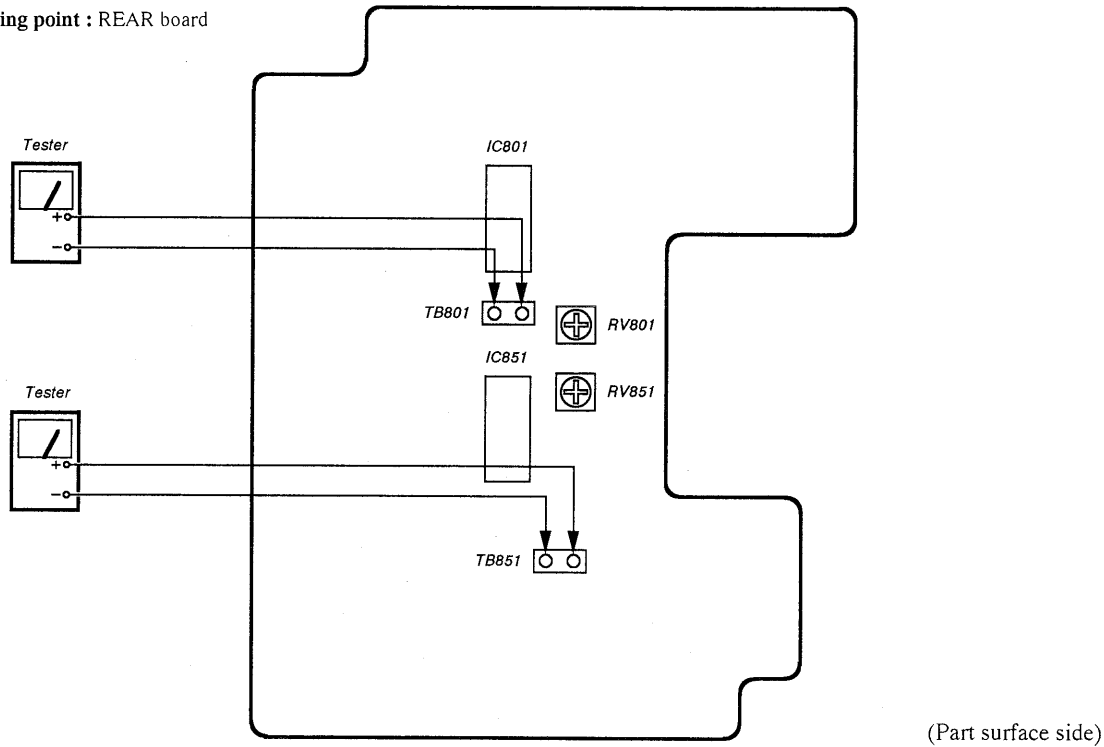 ing point : REAR board
Tester
IC801
+
−
TB801
RV801
IC851
Tester
RV851
+
−
TB851
(Part surface side)